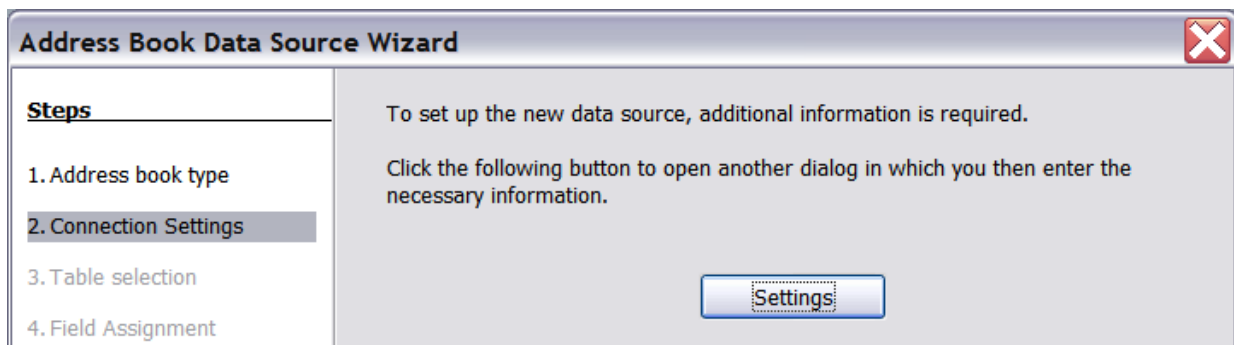 Address Book Data Source Wizard
Steps
1. Address book type
2. Connection Settings
3. Table selection
4. Field Assignment
To set up the new data source, additional information is required.
Click the following button to open another dialog in which you then enter the
necessary information.
Settings